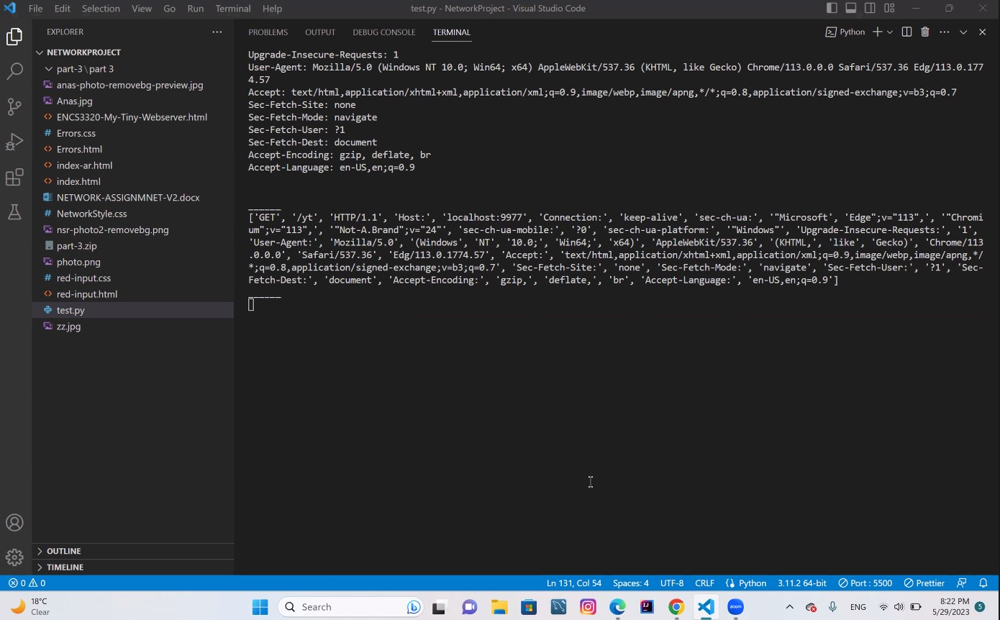 File Edit Selection View Go Run Terminal Help
test.py - NetworkProject - Visual Studio Code
EXPLORER
NETWORKPROJECT
part-3 \ part 3
anas-photo-removebg-preview.jpg
Anas.jpg
ENCS3320-My-Tiny-Webserver.html
Errors.css
Errors.html
index-ar.html
index.html
NETWORK-ASSIGNMNET-V2.docx
NetworkStyle.css
nsr-photo2-removebg.png
part-3.zip
photo.png
red-input.css
red-input.html
test.py
zz.jpg
OUTLINE
TIMELINE
PROBLEMS OUTPUT DEBUG CONSOLE TERMINAL
Python
Upgrade-Insecure-Requests: 1
User-Agent: Mozilla/5.0 (Windows NT 10.0; Win64; x64) AppleWebKit/537.36 (KHTML, like Gecko) Chrome/113.0.0.0 Safari/537.36 Edg/113.0.177
4.57
Accept: text/html,application/xhtml+xml,application/xml;q=0.9,image/webp,image/apng,*/*;q=0.8,application/signed-exchange;v=b3;q=0.7
Sec-Fetch-Site: none
Sec-Fetch-Mode: navigate
Sec-Fetch-User: ?1
Sec-Fetch-Dest: document
Accept-Encoding: gzip, deflate, br
Accept-Language: en-US,en;q=0.9
______
['GET', '/yt', 'HTTP/1.1', 'Host:', 'localhost:9977', 'Connection:', 'keep-alive', 'sec-ch-ua:', '"Microsoft', 'Edge";v="113",', '"Chromi
um";v="113",', '"Not-A.Brand";v="24"', 'sec-ch-ua-mobile:', '?0', 'sec-ch-ua-platform:', '"Windows"', 'Upgrade-Insecure-Requests:', '1',
'User-Agent:', 'Mozilla/5.0', '(Windows', 'NT', '10.0;', 'Win64;', 'x64)', 'AppleWebKit/537.36', '(KHTML,', 'like', 'Gecko)', 'Chrome/113
.0.0.0', 'Safari/537.36', 'Edg/113.0.1774.57', 'Accept:', 'text/html,application/xhtml+xml,application/xml;q=0.9,image/webp,image/apng,*/
*;q=0.8,application/signed-exchange;v=b3;q=0.7', 'Sec-Fetch-Site:', 'none', 'Sec-Fetch-Mode:', 'navigate', 'Sec-Fetch-User:', '?1', 'Sec-
Fetch-Dest:', 'document', 'Accept-Encoding:', 'gzip,', 'deflate,', 'br', 'Accept-Language:', 'en-US,en;q=0.9']
______
0 0
Ln 131, Col 54 Spaces: 4 UTF-8 CRLF Python 3.11.2 64-bit Port : 5500 Prettier
18°C
Clear
Search
zoom
ENG
8:22 PM
5/29/2023
5